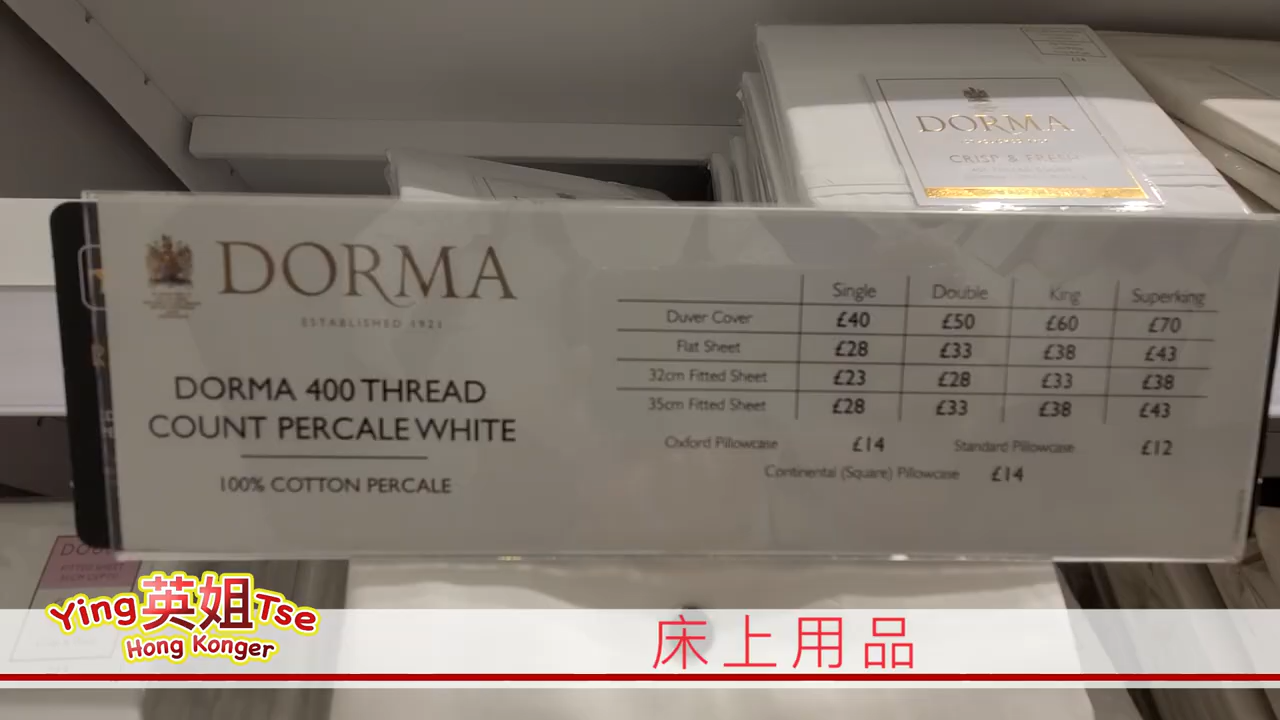 DORMA
CRISP & FRESH
DORMA
ESTABLISHED 1921
DORMA 400 THREAD
COUNT PERCALE WHITE
100% COTTON PERCALE
Single Double King Superking
Duver Cover £40 £50 £60 £70
Flat Sheet £28 £33 £38 £43
32cm Fitted Sheet £23 £28 £33 £38
35cm Fitted Sheet £28 £33 £38 £43
Oxford Pillowcase £14 Standard Pillowcase £12
Continental (Square) Pillowcase £14
Ying英姐Tse
Hong Konger
床上用品